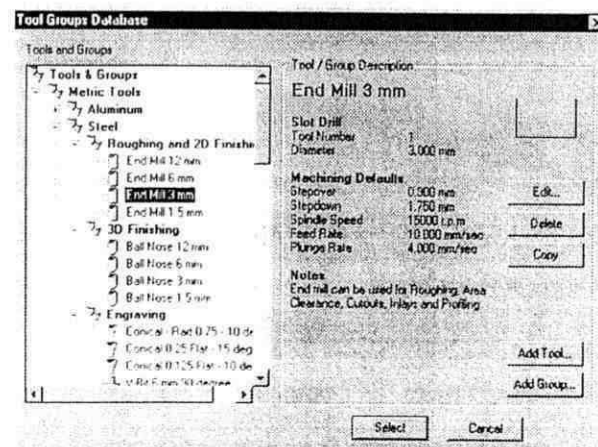 Tool Groups Database
Tools and Groups
Tools & Groups
Metric Tools
Aluminum
Steel
Roughing and 2D Finishe
End Mill 12 mm
End Mill 6 mm
End Mill 3 mm
End Mill 1.5 mm
3D Finishing
Ball Nose 12 mm
Ball Nose 6 mm
Ball Nose 3 mm
Ball Nose 1.5 mm
Engraving
Conical - Rad 0.75 - 10 de
Conical 0.25 Flat - 15 deg
Conical 0.125 Flat - 10 de
V-Bit 6 mm 30 degree
Tool / Group Description
End Mill 3 mm
Slot Drill
Tool Number 1
Diameter 3.000 mm
Machining Defaults
Stepover mm
Stepdown 1.750 mm
Spindle Speed 15000 r.p.m
Feed Rate 10.000 mm/sec
Plunge Rate 4.000 mm/sec
Notes
End mill can be used for Roughing, Area
Clearance, Cutouts, Inlays and Profiling.
Edit...
Delete
Copy
Add Tool...
Add Group...
Select
Cancel